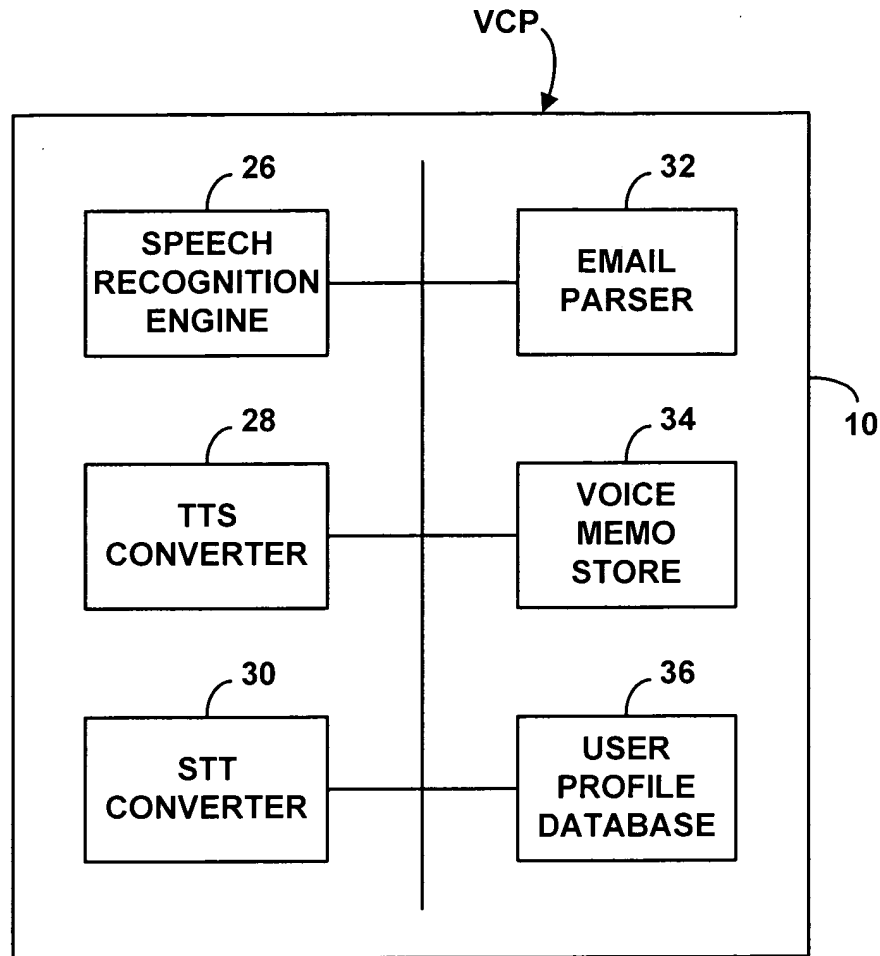 VCP
26
SPEECH
RECOGNITION
ENGINE
32
EMAIL
PARSER
10
28
TTS
CONVERTER
34
VOICE
MEMO
STORE
30
STT
CONVERTER
36
USER
PROFILE
DATABASE